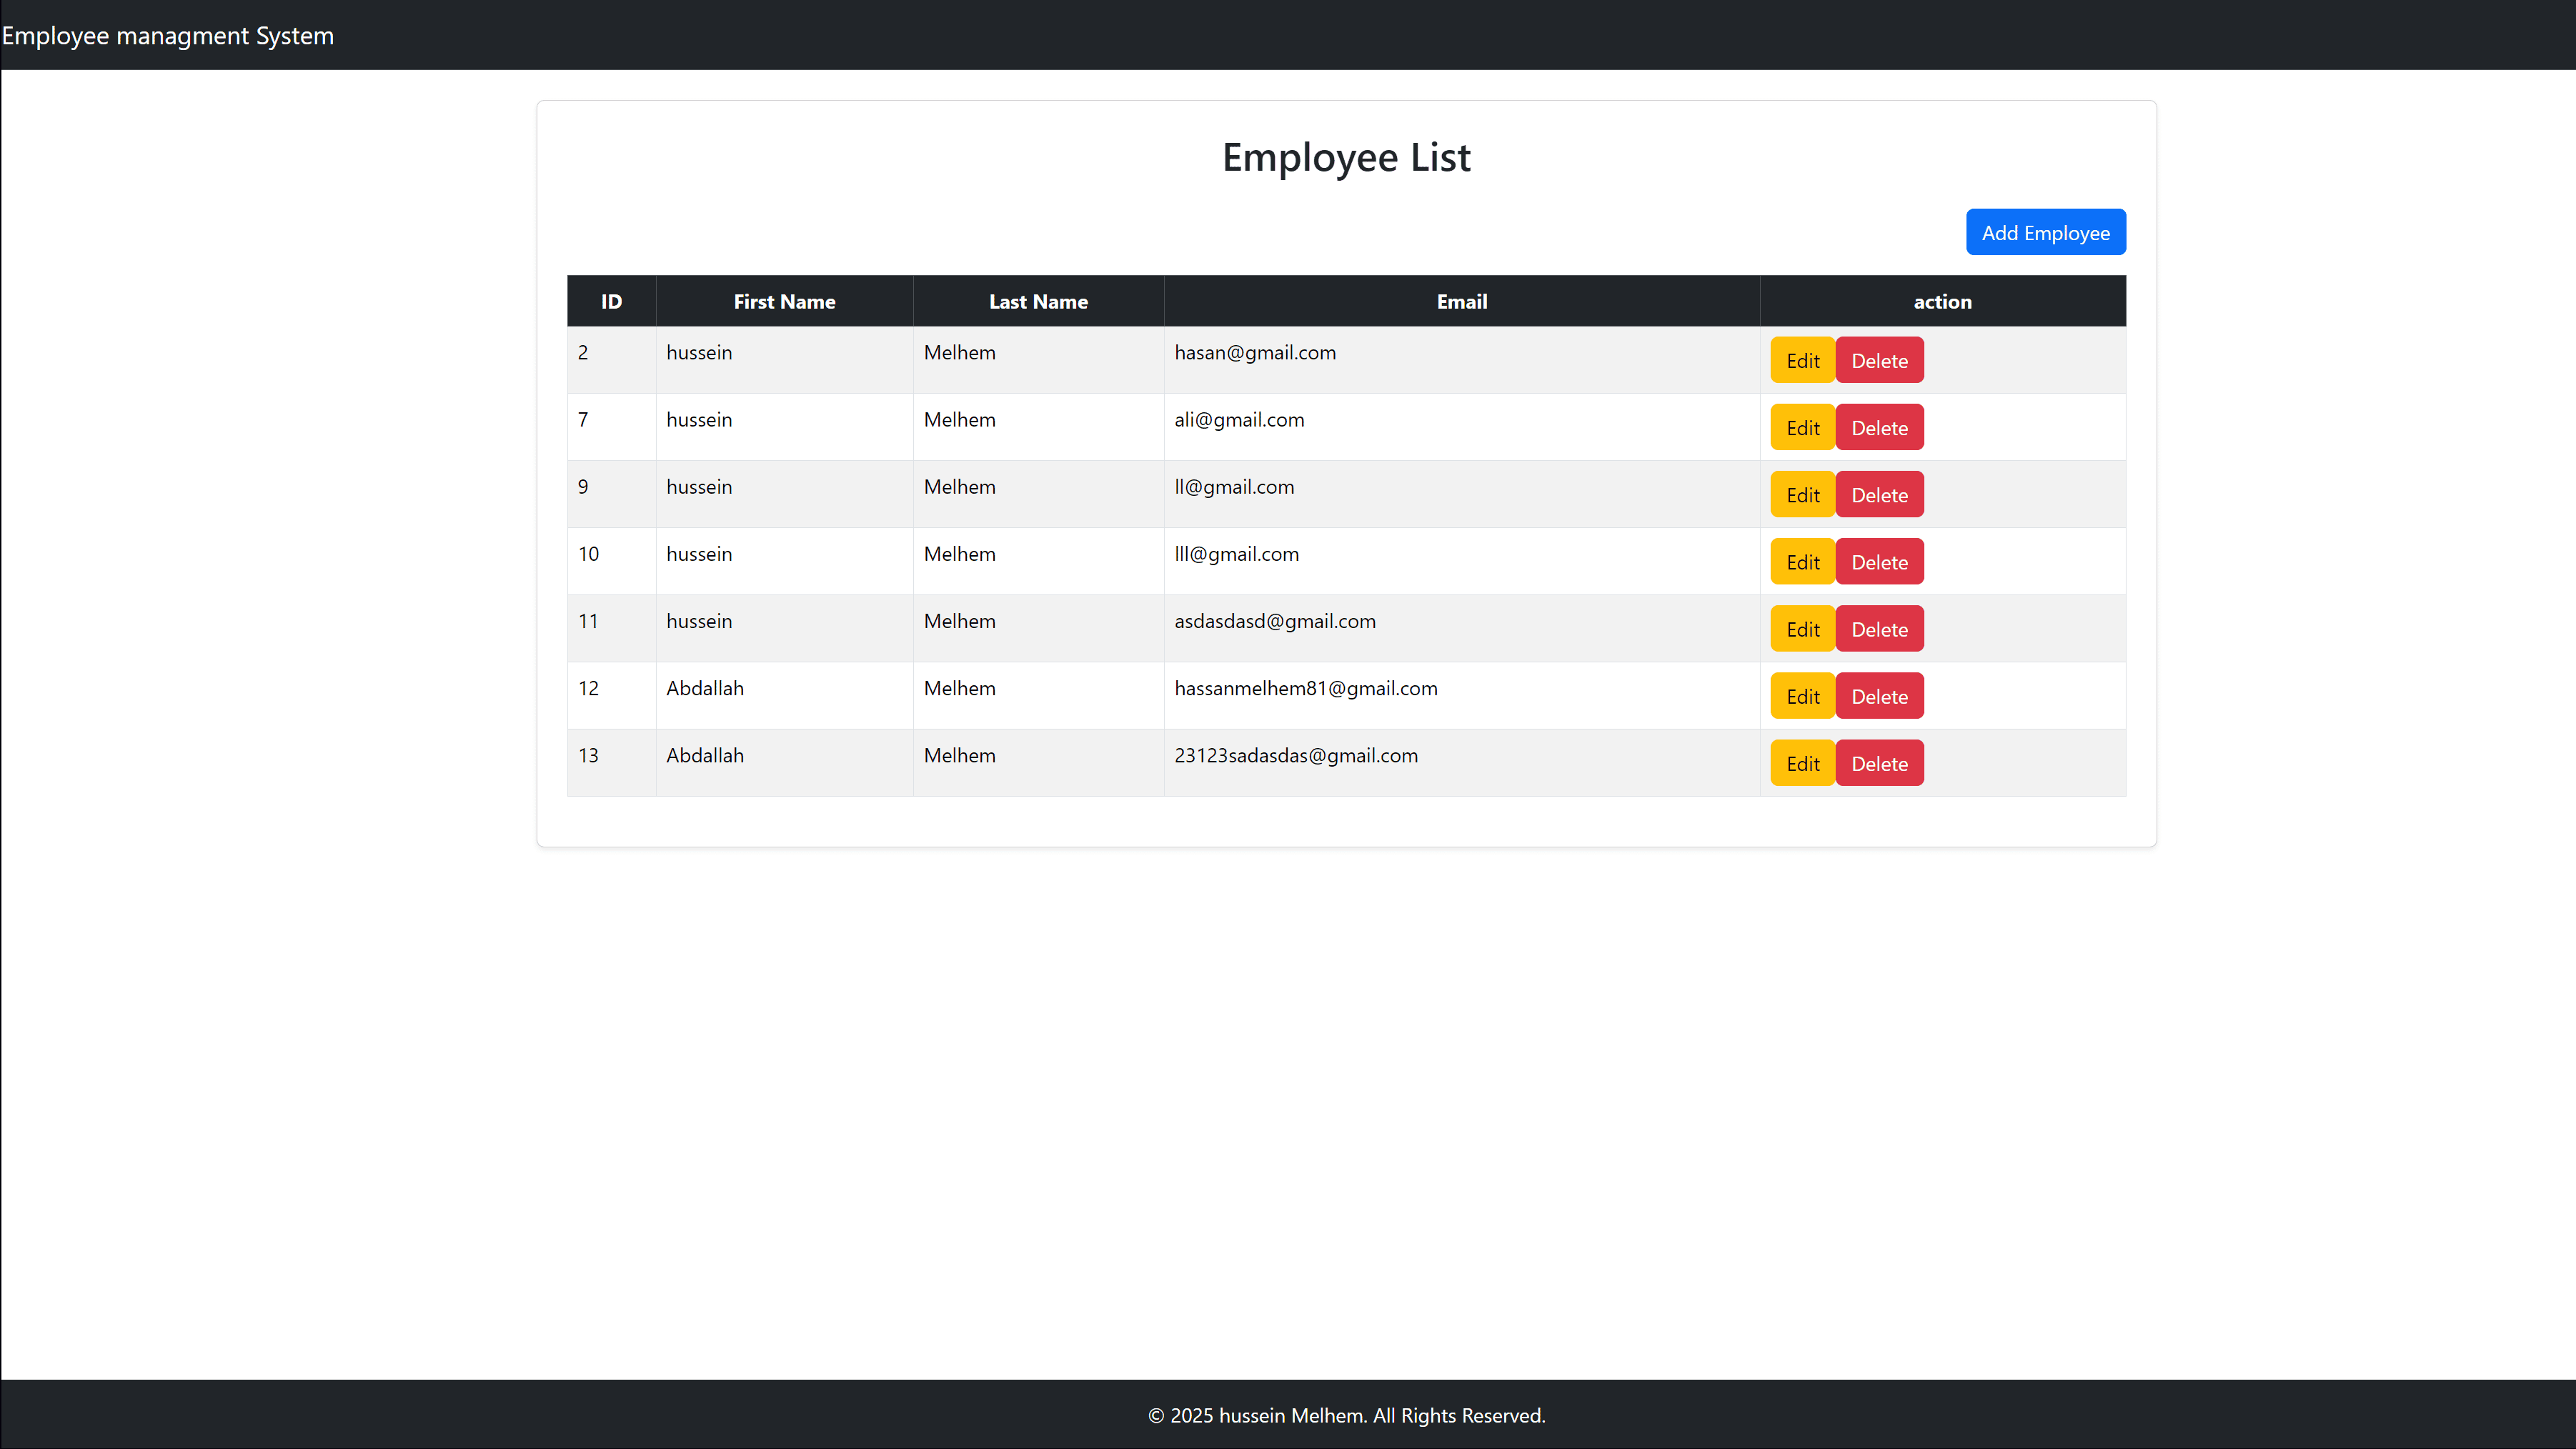 Employee managment System
Employee List
Add Employee
ID First Name Last Name Email action
2 hussein Melhem hasan@gmail.com Edit Delete
7 hussein Melhem ali@gmail.com Edit Delete
9 hussein Melhem ll@gmail.com Edit Delete
10 hussein Melhem lll@gmail.com Edit Delete
11 hussein Melhem asdasdasd@gmail.com Edit Delete
12 Abdallah Melhem hassanmelhem81@gmail.com Edit Delete
13 Abdallah Melhem 23123sadasdas@gmail.com Edit Delete
© 2025 hussein Melhem. All Rights Reserved.